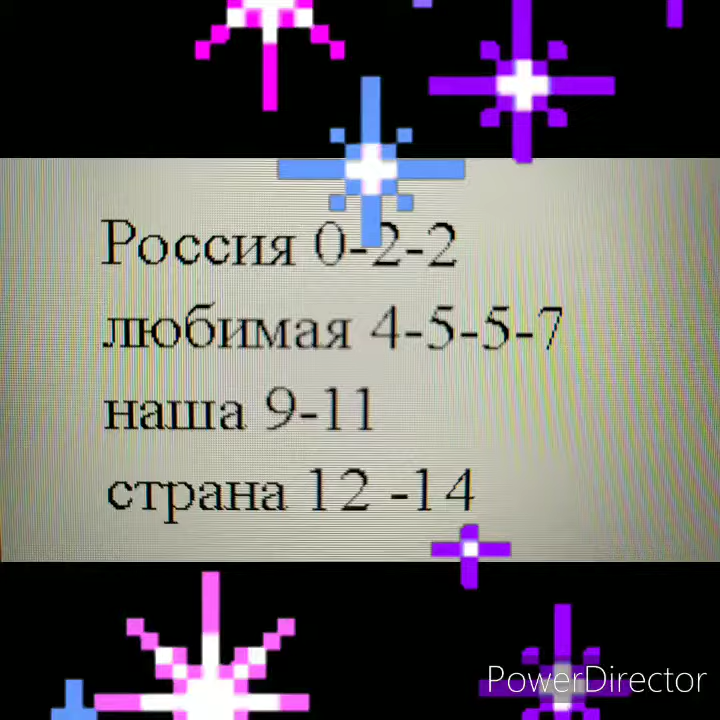 Россия 0-2-2
любимая 4-5-5-7
наша 9-11
страна 12 -14
PowerDirector